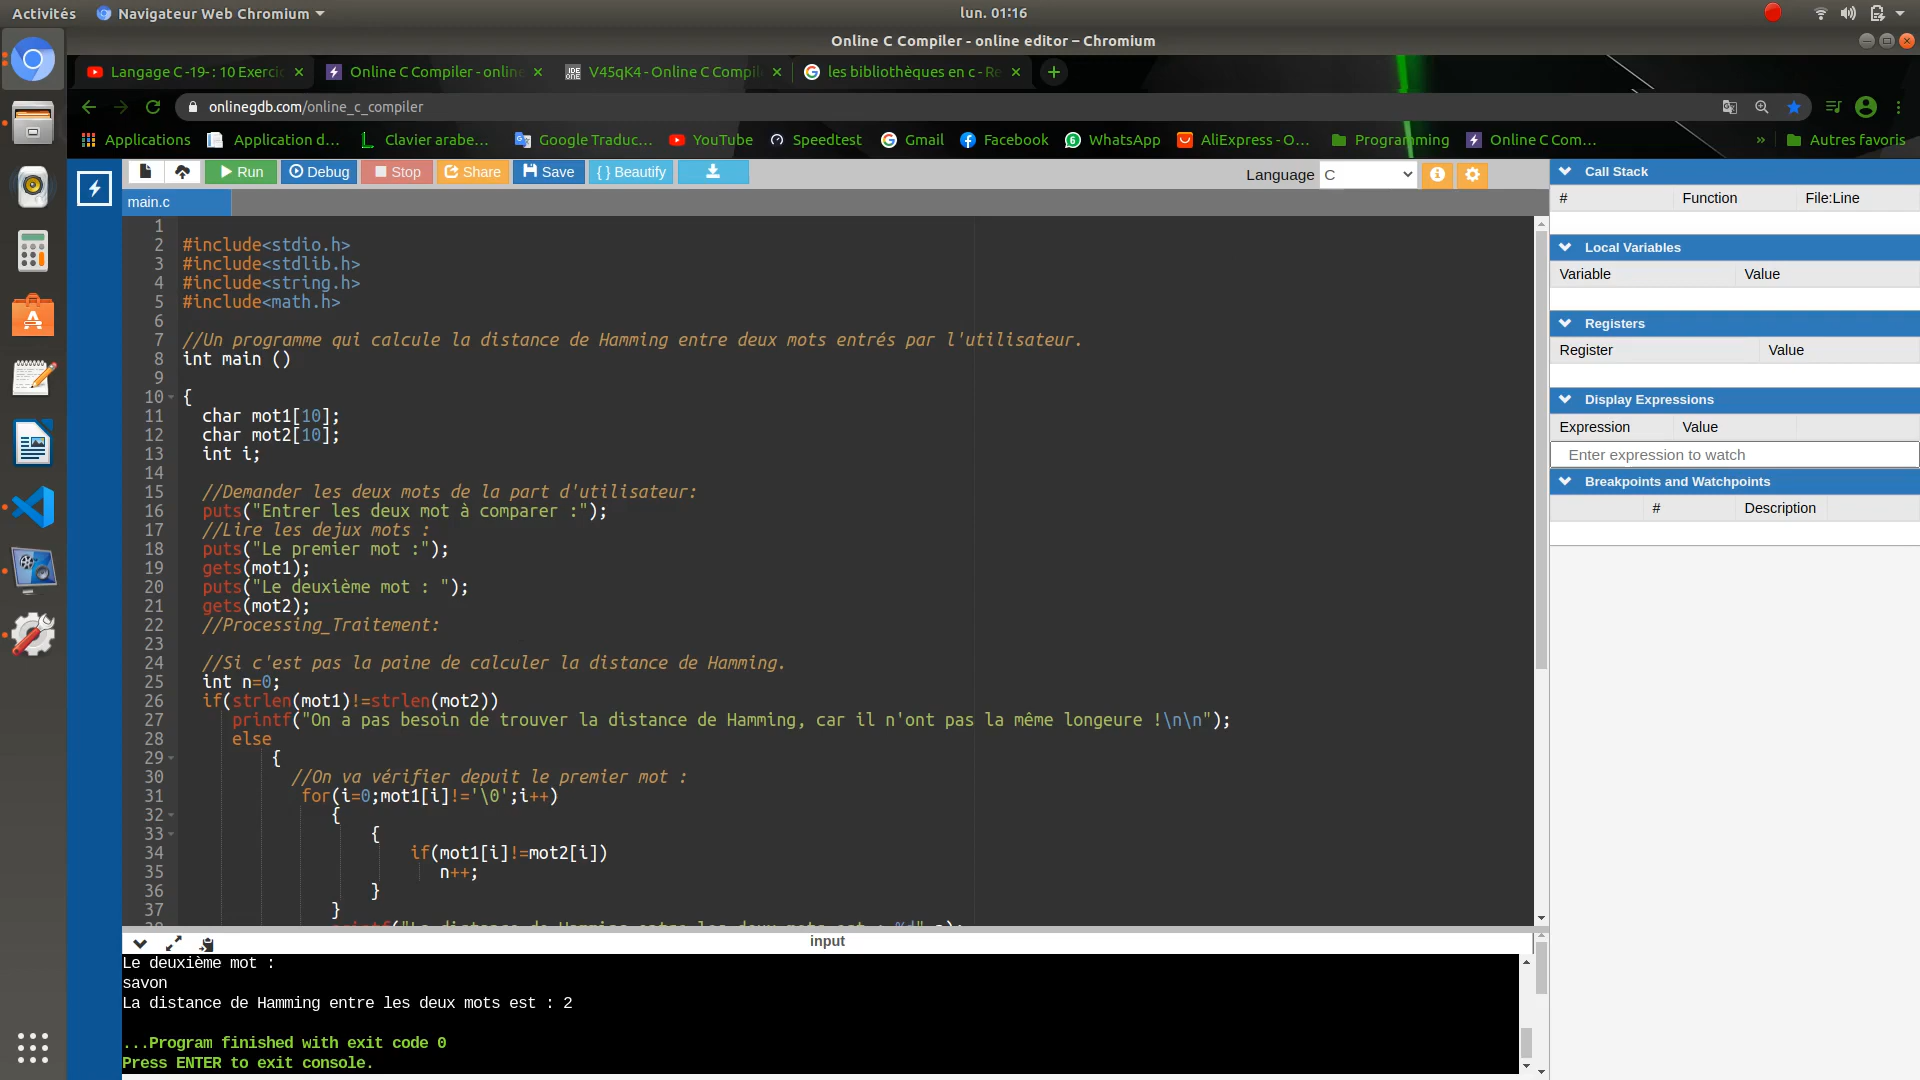 Activités
Navigateur Web Chromium
lun. 01:16
Online C Compiler - online editor – Chromium
Langage C -19- : 10 Exerci
Online C Compiler - online
V45qK4 - Online C Compil
les bibliothèques en c - Re
onlinegdb.com/online_c_compiler
Applications
Application d...
Clavier arabe...
Google Traduc...
YouTube
Speedtest
Gmail
Facebook
WhatsApp
AliExpress - O...
Programming
Online C Com...
»
Autres favoris
Run
Debug
Stop
Share
Save
{ } Beautify
Language
C
main.c
1
2 #include<stdio.h>
3 #include<stdlib.h>
4 #include<string.h>
5 #include<math.h>
6
7 //Un programme qui calcule la distance de Hamming entre deux mots entrés par l'utilisateur.
8 int main ()
9
10 {
11 char mot1[10];
12 char mot2[10];
13 int i;
14
15 //Demander les deux mots de la part d'utilisateur:
16 puts("Entrer les deux mot à comparer :");
17 //Lire les dejux mots :
18 puts("Le premier mot :");
19 gets(mot1);
20 puts("Le deuxième mot : ");
21 gets(mot2);
22 //Processing_Traitement:
23
24 //Si c'est pas la paine de calculer la distance de Hamming.
25 int n=0;
26 if(strlen(mot1)!=strlen(mot2))
27 printf("On a pas besoin de trouver la distance de Hamming, car il n'ont pas la même longeure !\n\n");
28 else
29 {
30 //On va vérifier depuit le premier mot :
31 for(i=0;mot1[i]!='\0';i++)
32 {
33 {
34 if(mot1[i]!=mot2[i])
35 n++;
36 }
37 }
input
Le deuxième mot :
savon
La distance de Hamming entre les deux mots est : 2
...Program finished with exit code 0
Press ENTER to exit console.
Call Stack
# Function File:Line
Local Variables
Variable Value
Registers
Register Value
Display Expressions
Expression Value
Enter expression to watch
Breakpoints and Watchpoints
# Description